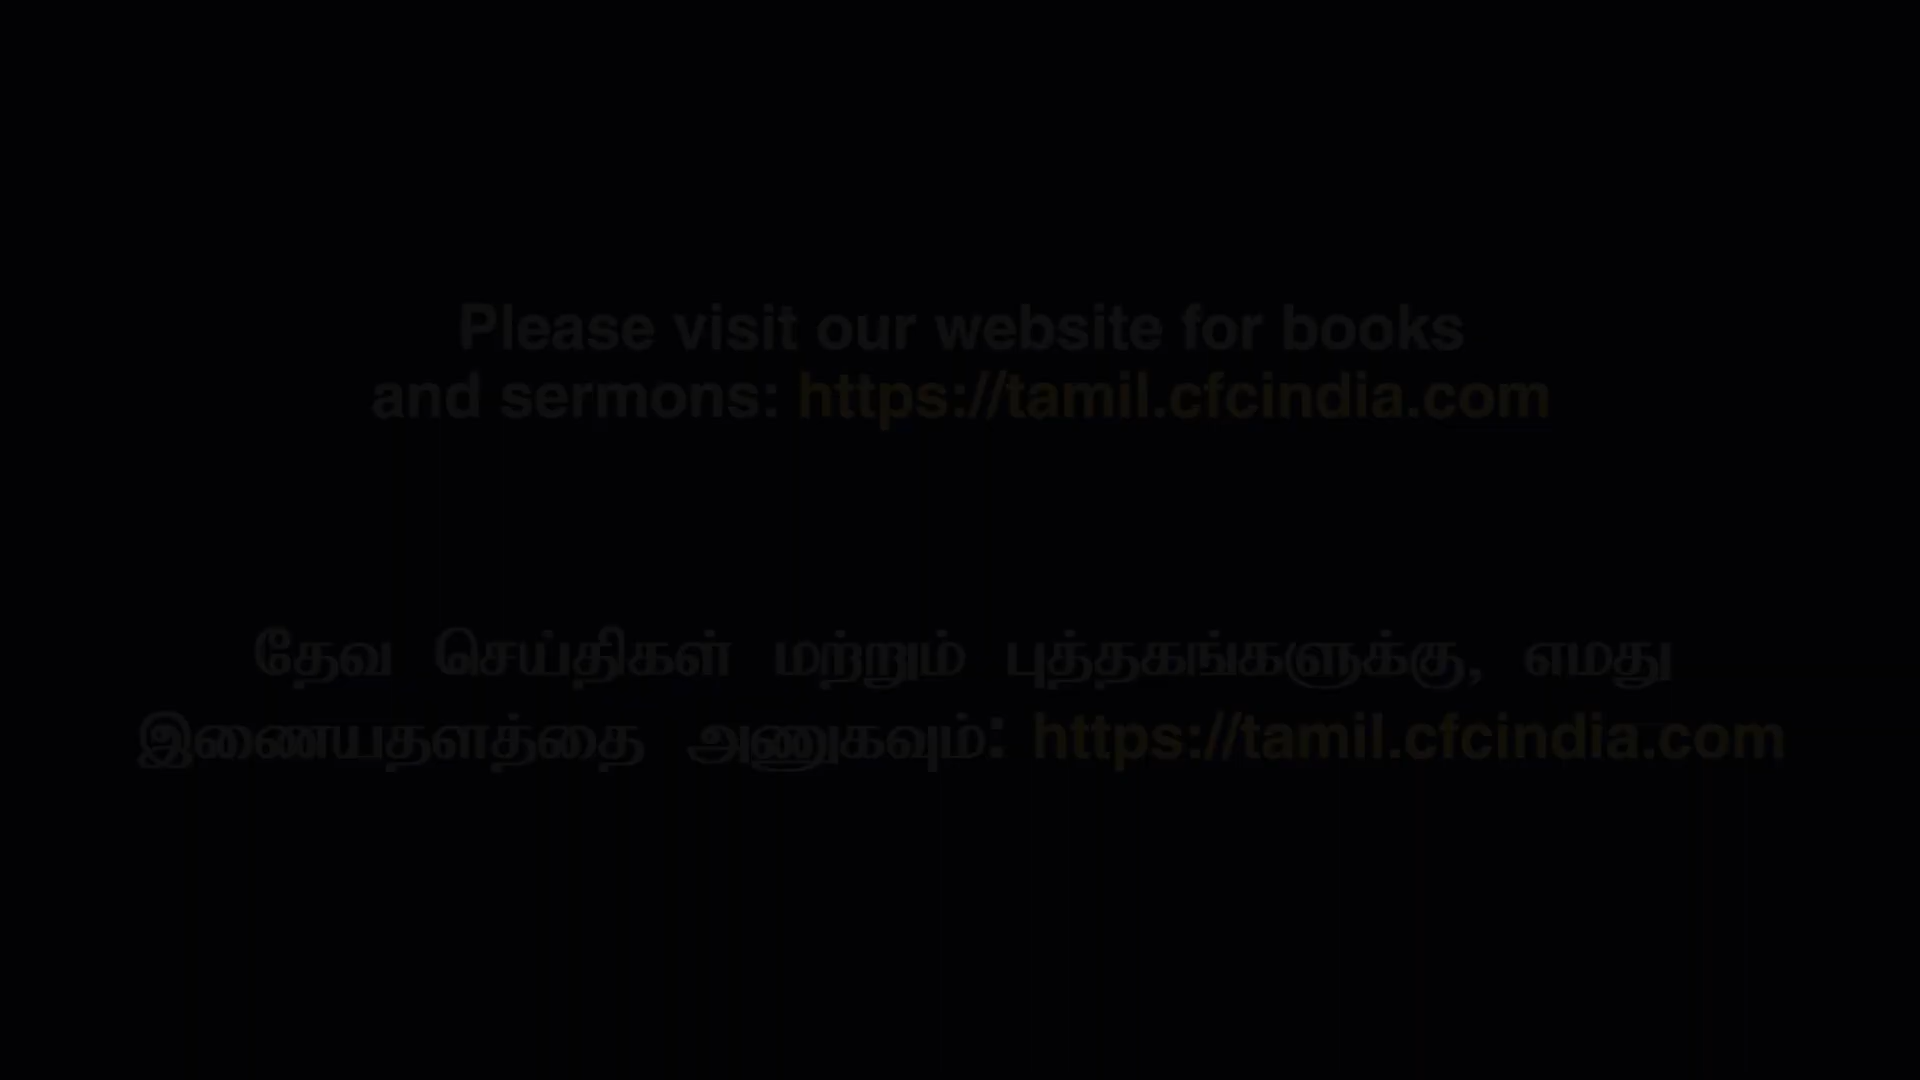 Please visit our website for books
and sermons: https://tamil.cfcindia.com
தேவ செய்திகள் மற்றும் புத்தகங்களுக்கு, எமது
இணையதளத்தை அணுகவும்: https://tamil.cfcindia.com